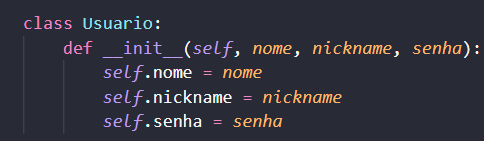 class Usuario:
    def __init__(self, nome, nickname, senha):
        self.nome = nome
        self.nickname = nickname
        self.senha = senha